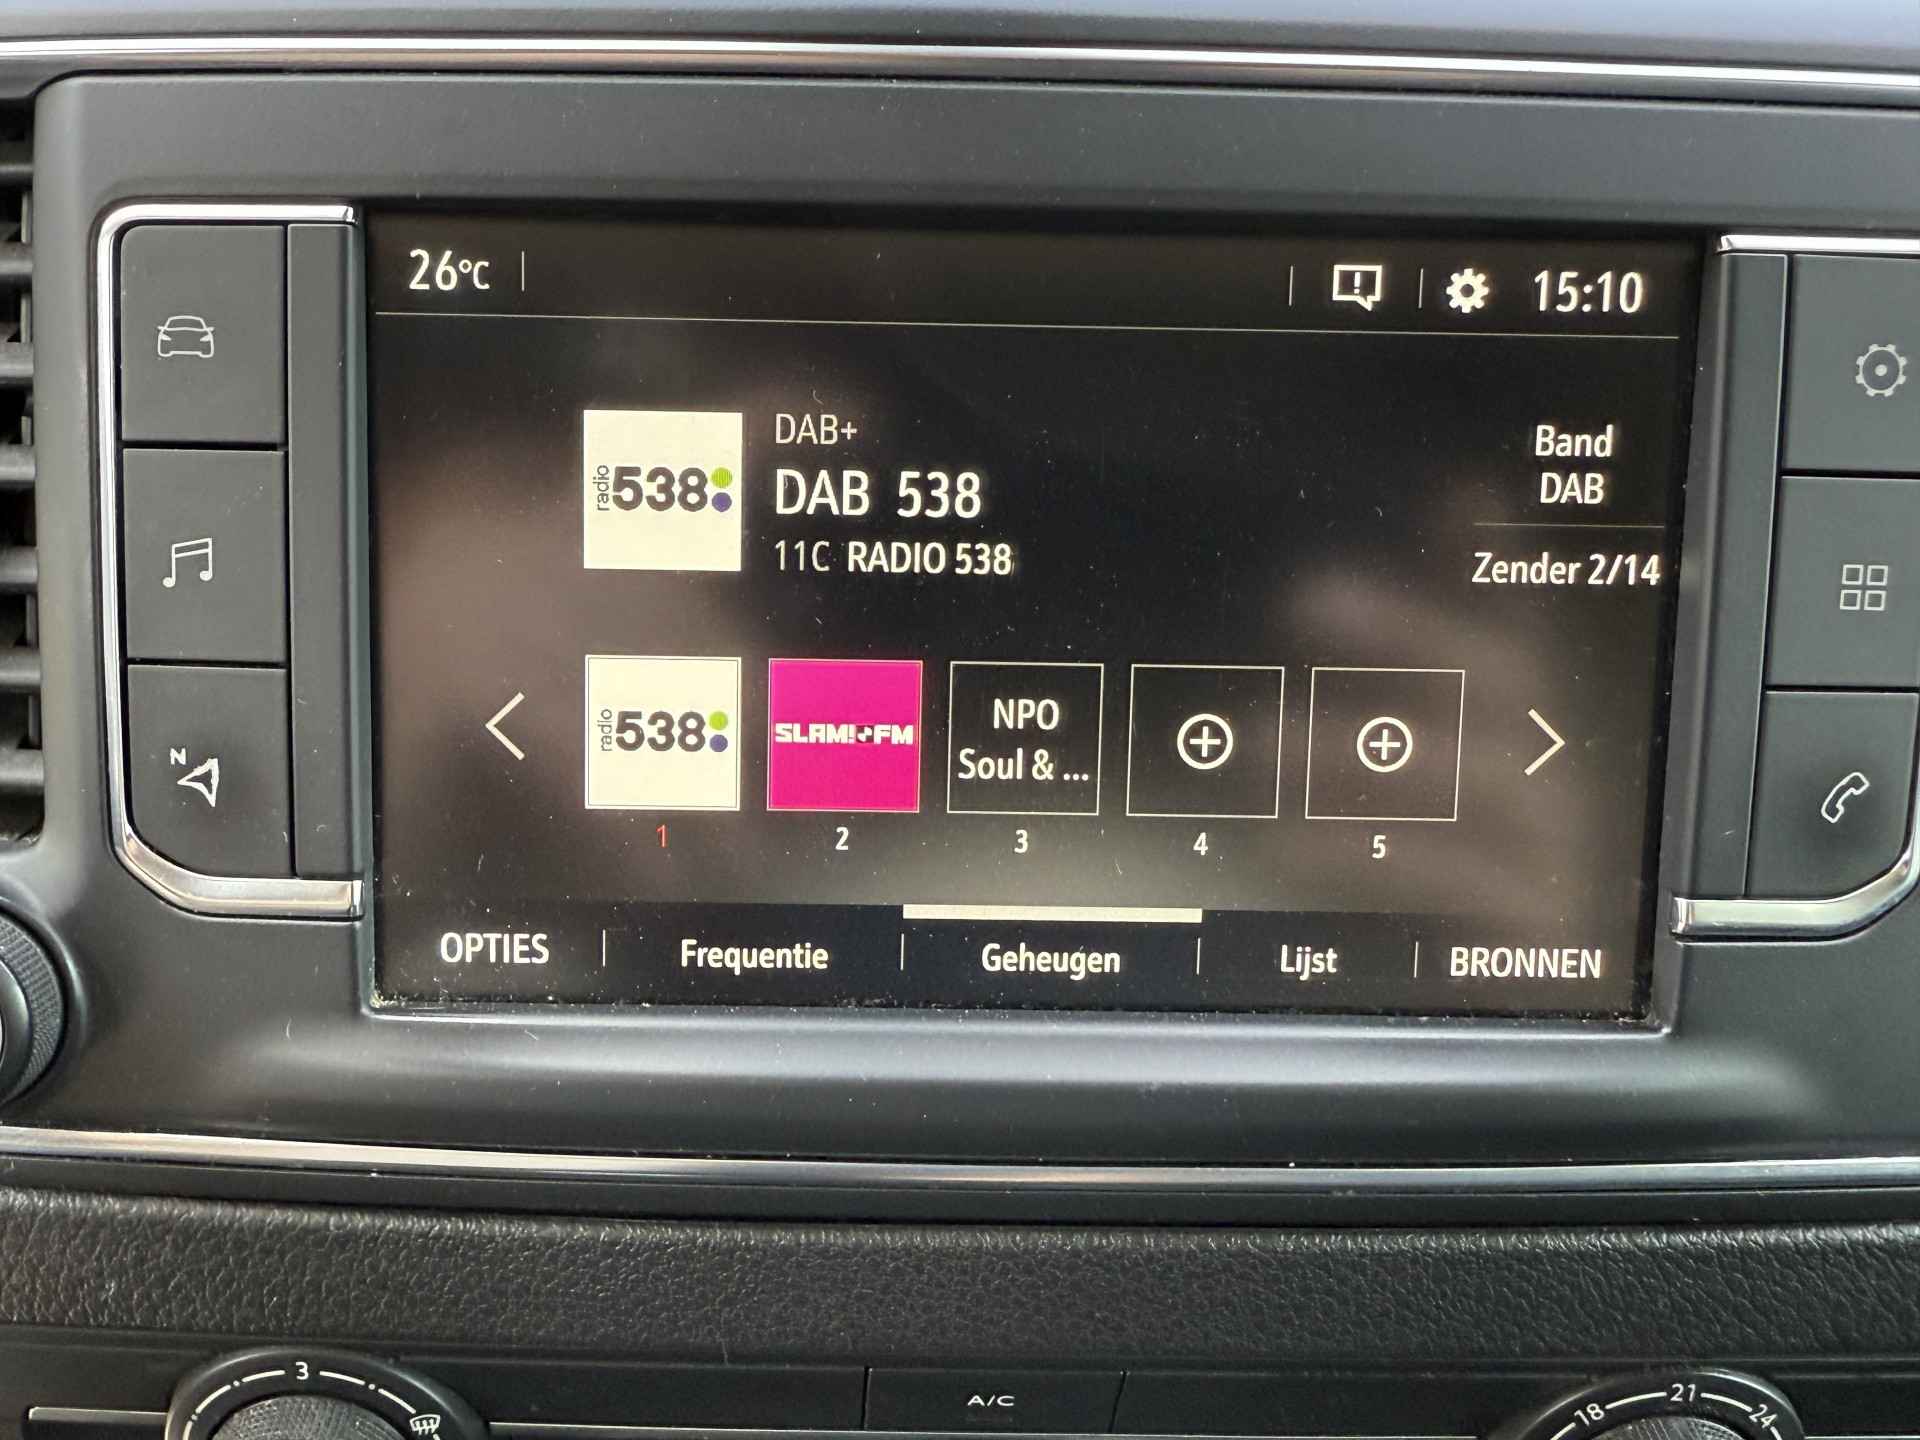 26°C
15:10
radio 538
DAB+
DAB 538
11C RADIO 538
Band
DAB
Zender 2/14
radio 538
SLAM! FM
NPO
Soul & ...
1
2
3
4
5
OPTIES
Frequentie
Geheugen
Lijst
BRONNEN
N
3
A/C
18
21
24